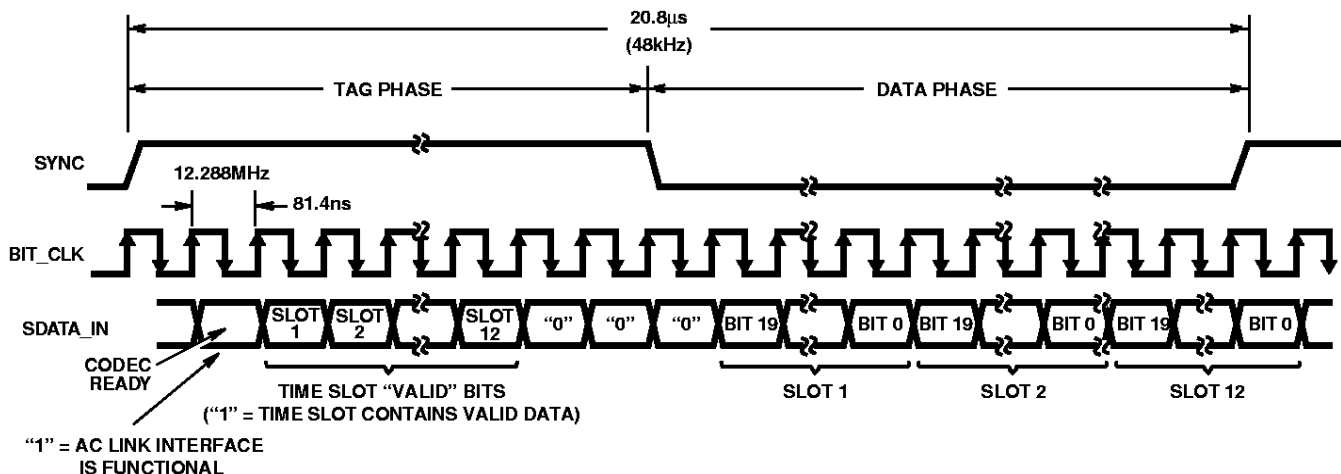 20.8µs
(48kHz)
TAG PHASE
DATA PHASE
SYNC
12.288MHz
81.4ns
BIT_CLK
SDATA_IN
SLOT 1
SLOT 2
SLOT 12
“0”
“0”
“0”
BIT 19
BIT 0
BIT 19
BIT 0
BIT 19
BIT 0
CODEC
READY
TIME SLOT “VALID” BITS
(“1” = TIME SLOT CONTAINS VALID DATA)
SLOT 1
SLOT 2
SLOT 12
“1” = AC LINK INTERFACE
IS FUNCTIONAL